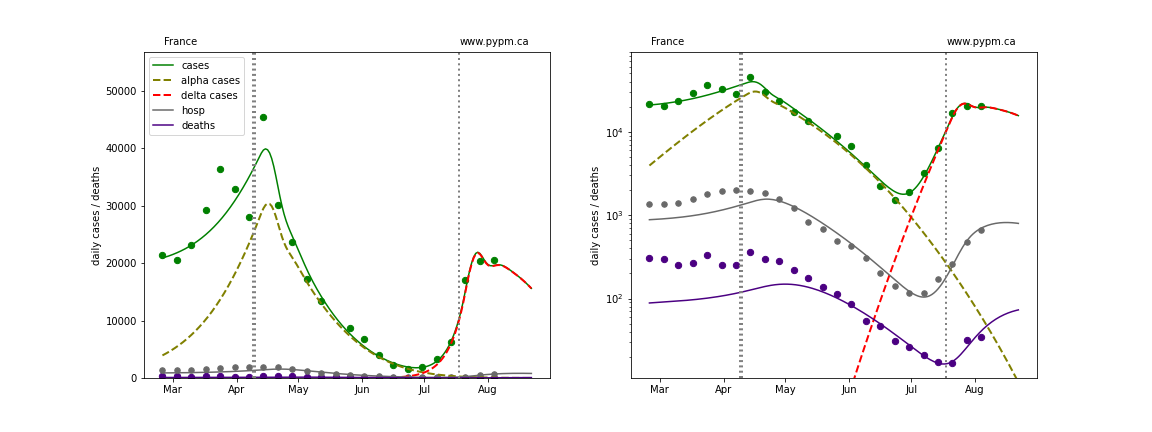 France www.pypm.ca
cases
alpha cases
delta cases
hosp
deaths
50000
40000
30000
20000
10000
0
daily cases / deaths
Mar Apr May Jun Jul Aug
France www.pypm.ca
10⁴
10³
10²
daily cases / deaths
Mar Apr May Jun Jul Aug